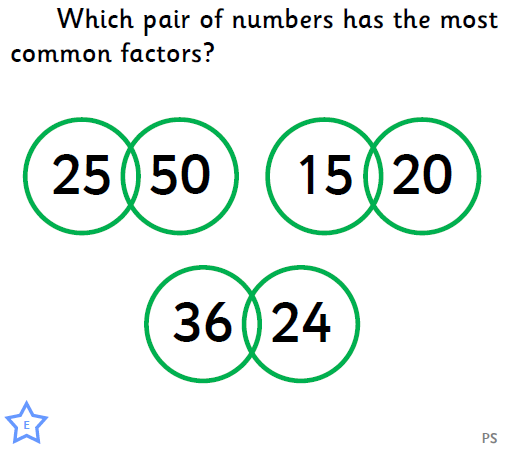 Which pair of numbers has the most
common factors?
25 50 15 20
36 24
E
PS